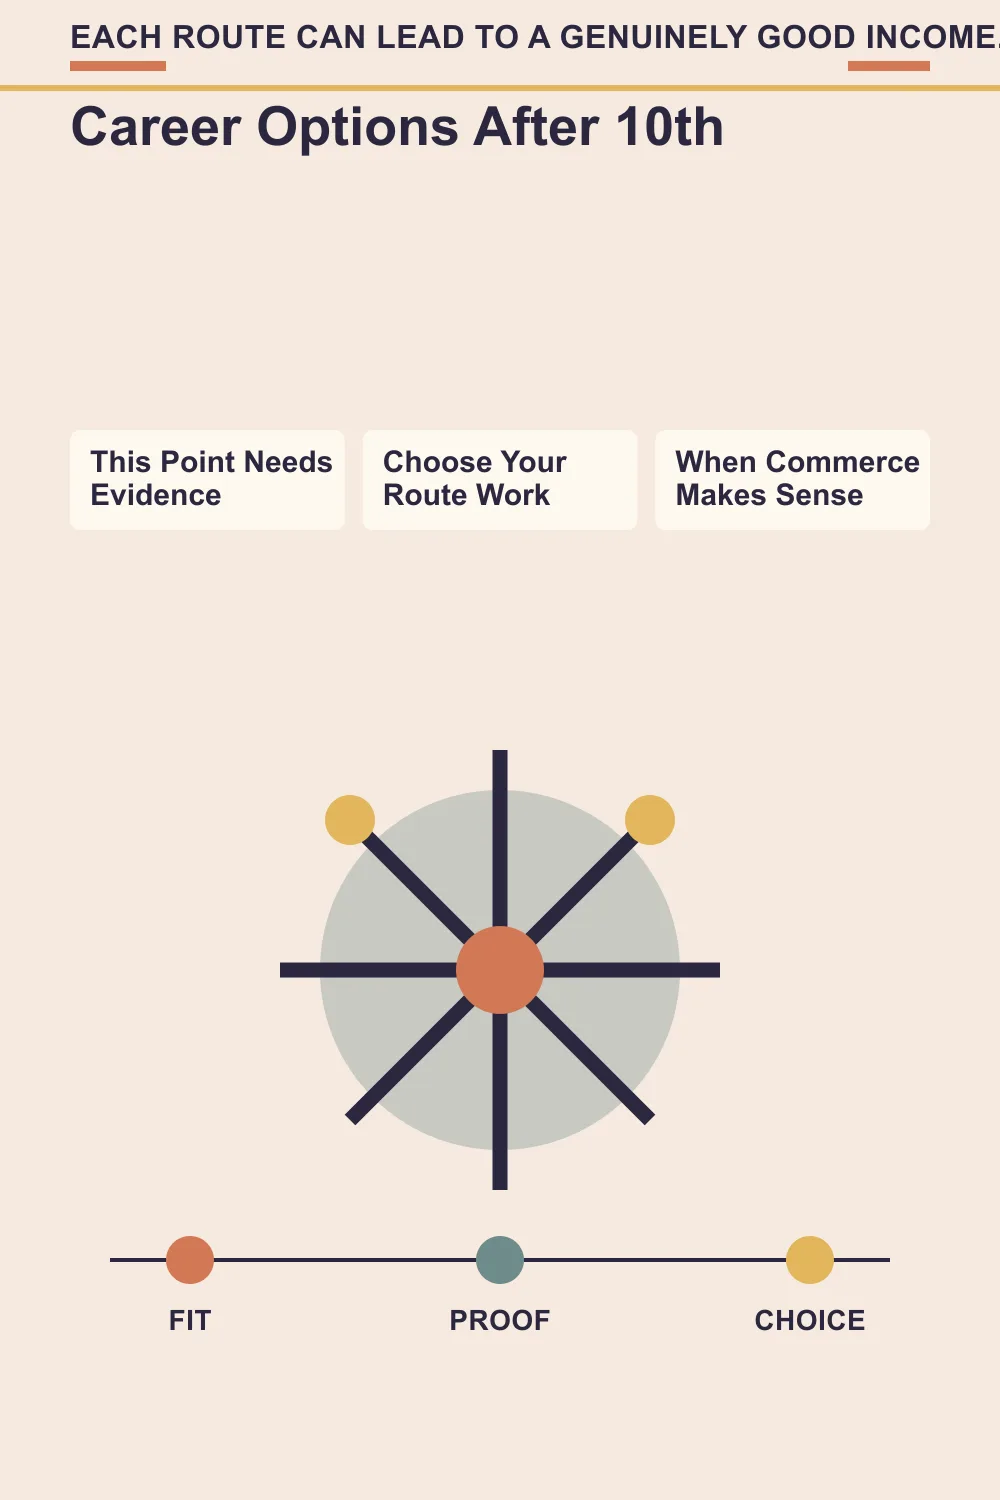 EACH ROUTE CAN LEAD TO A GENUINELY GOOD INCOME.
Career Options After 10th
This Point Needs
Evidence
Choose Your
Route Work
When Commerce
Makes Sense
FIT
PROOF
CHOICE